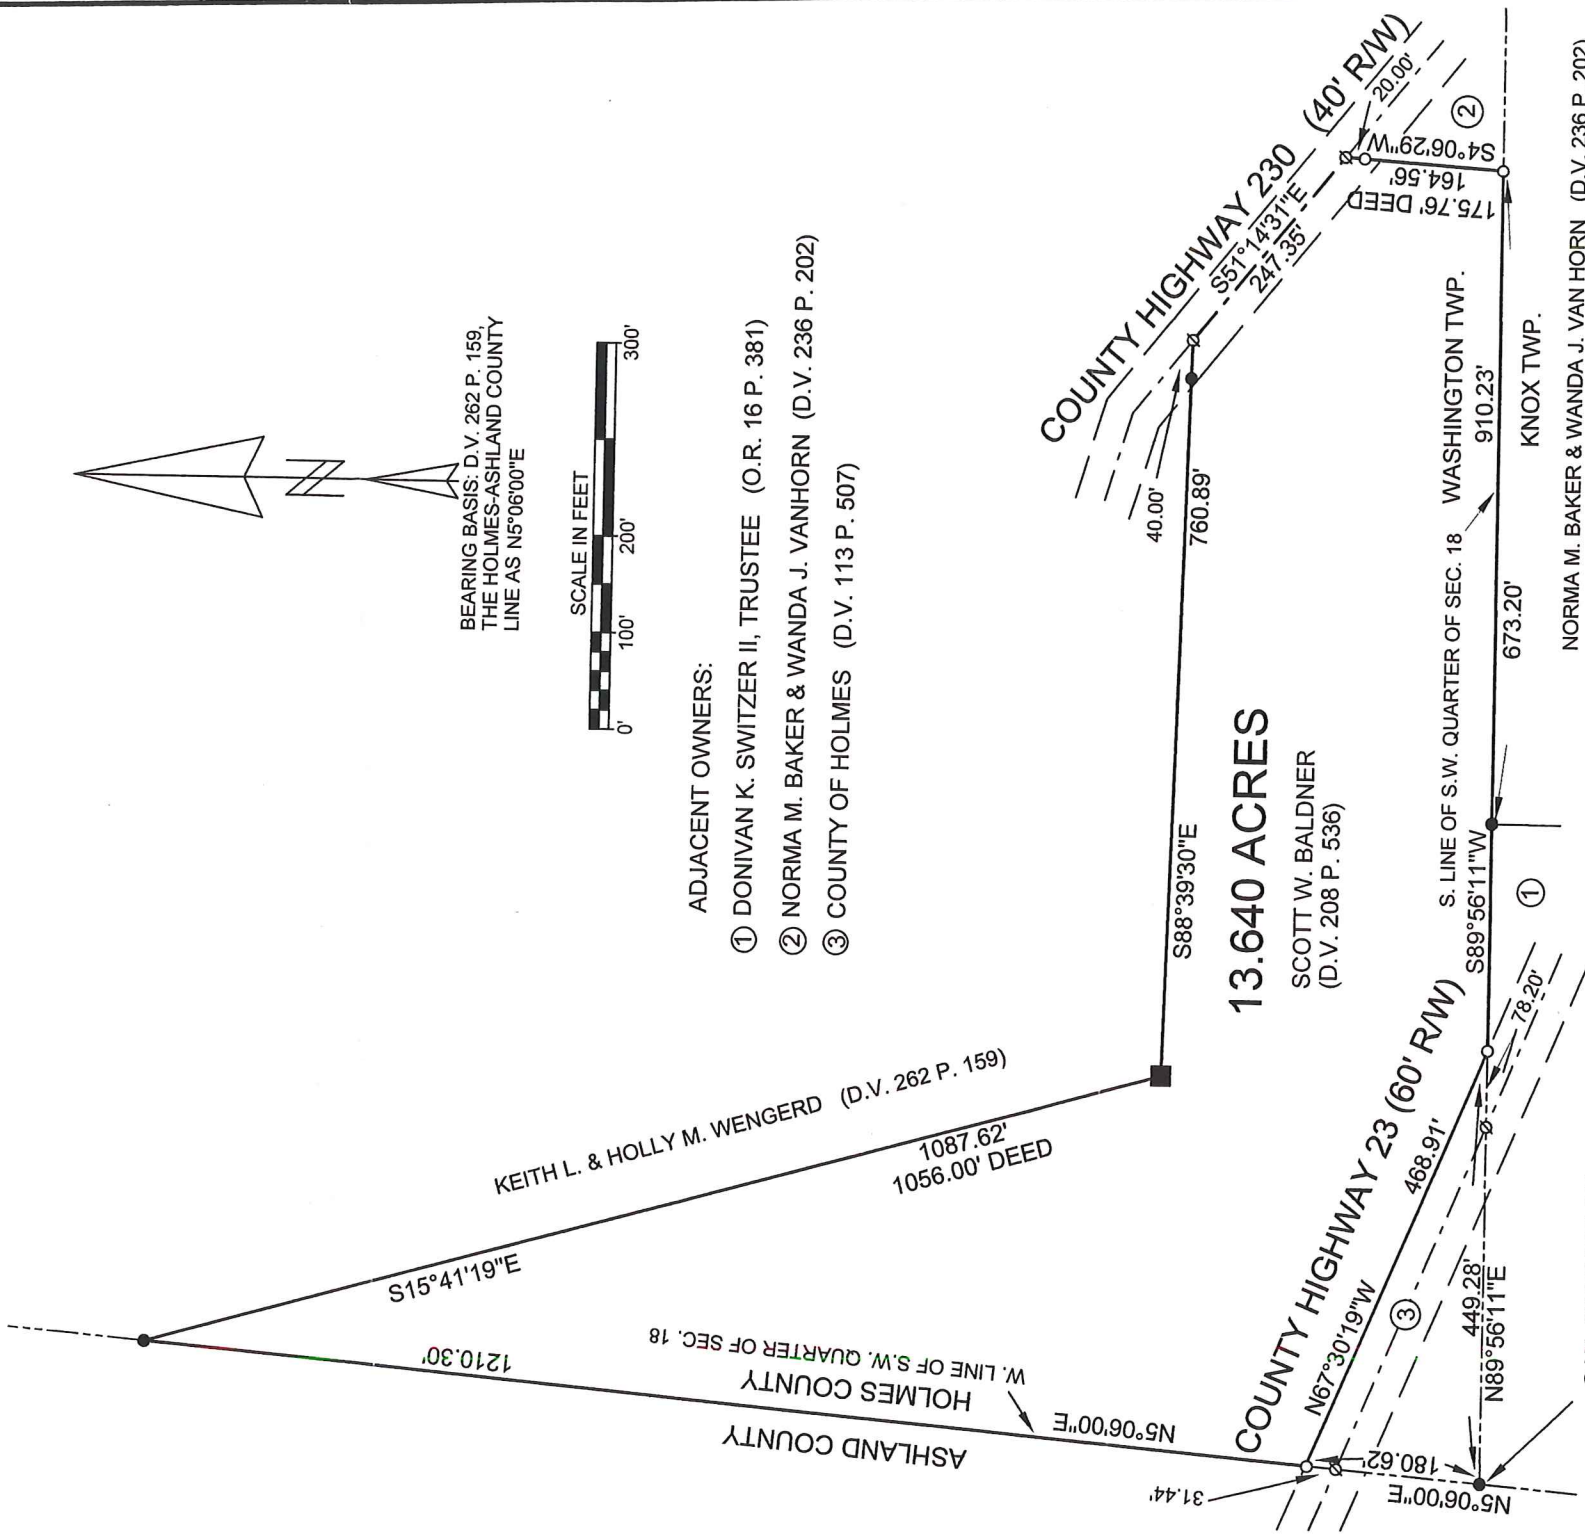 BEARING BASIS: D.V. 262 P. 159,
THE HOLMES-ASHLAND COUNTY
LINE AS N5°06'00"E
SCALE IN FEET
0' 100' 200' 300'
ADJACENT OWNERS:
① DONIVAN K. SWITZER II, TRUSTEE (O.R. 16 P. 381)
② NORMA M. BAKER & WANDA J. VANHORN (D.V. 236 P. 202)
③ COUNTY OF HOLMES (D.V. 113 P. 507)
KEITH L. & HOLLY M. WENGERD (D.V. 262 P. 159)
S15°41'19"E
1087.62'
1056.00' DEED
1210.30'
W. LINE OF S.W. QUARTER OF SEC. 18
HOLMES COUNTY
ASHLAND COUNTY
N5°06'00"E
COUNTY HIGHWAY 230 (40' R/W)
S51°14'31"E
247.35'
20.00'
40.00'
760.89'
S88°39'30"E
S4°06'29"W
164.56'
175.76' DEED
②
13.640 ACRES
SCOTT W. BALDNER
(D.V. 208 P. 536)
COUNTY HIGHWAY 23 (60' R/W)
N67°30'19"W
468.91'
③
31.44'
180.62'
N5°06'00"E
449.28'
N89°56'11"E
78.20'
S89°56'11"W
①
S. LINE OF S.W. QUARTER OF SEC. 18
WASHINGTON TWP.
910.23'
673.20'
KNOX TWP.
NORMA M. BAKER & WANDA J. VAN HORN (D.V. 236 P. 202)